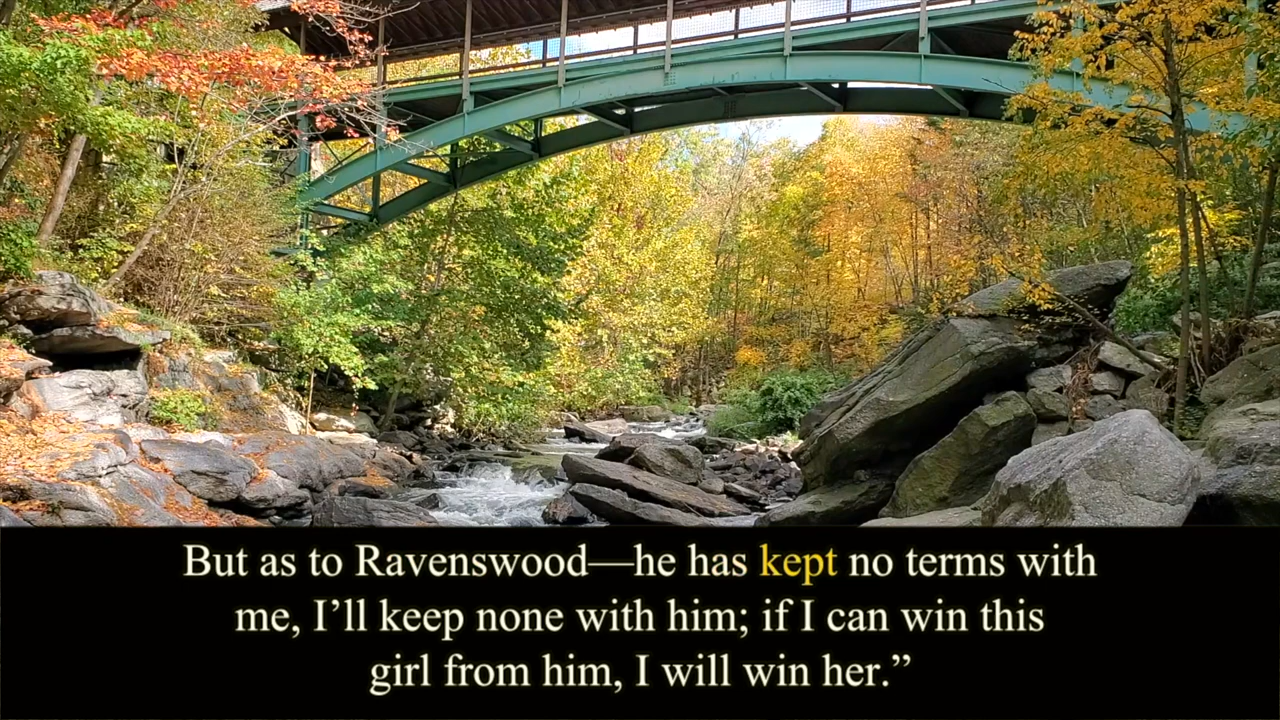 But as to Ravenswood—he has kept no terms with
me, I’ll keep none with him; if I can win this
girl from him, I will win her.”